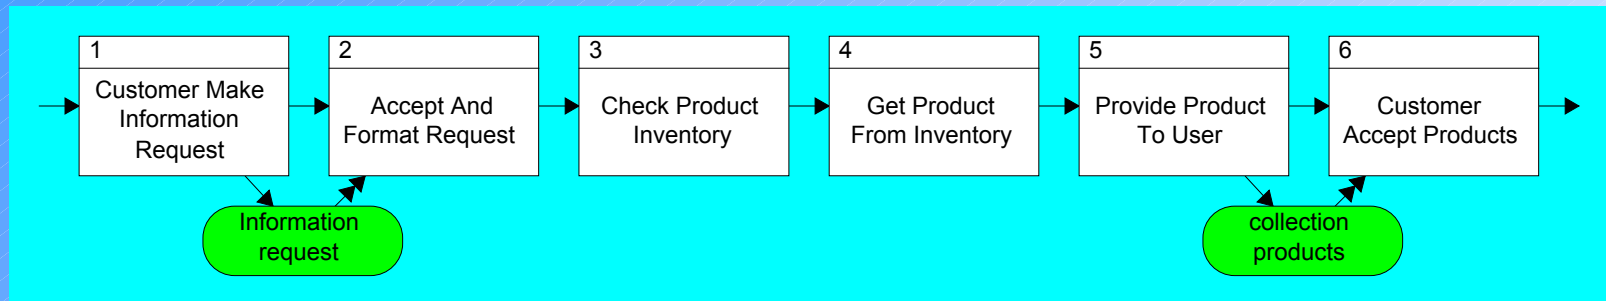 1
Customer Make
Information
Request
2
Accept And
Format Request
3
Check Product
Inventory
4
Get Product
From Inventory
5
Provide Product
To User
6
Customer
Accept Products
Information
request
collection
products